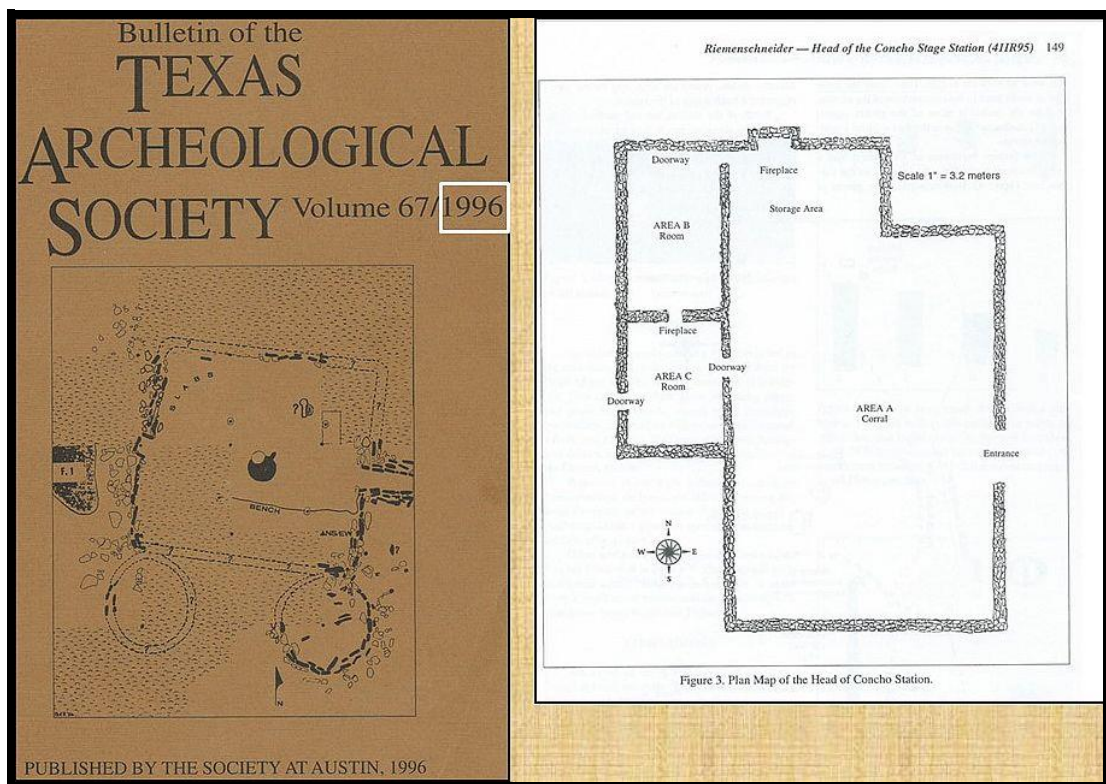 Bulletin of the
TEXAS
ARCHEOLOGICAL
SOCIETY Volume 67/1996
SLABS
?
?
F.1
BENCH
?
N
PUBLISHED BY THE SOCIETY AT AUSTIN, 1996
Riemenschneider — Head of the Concho Stage Station (41IR95) 149
Doorway
Fireplace
Scale 1" = 3.2 meters
Storage Area
AREA B
Room
Fireplace
Doorway
AREA C
Room
Doorway
AREA A
Corral
Entrance
N
W
E
S
Figure 3. Plan Map of the Head of Concho Station.